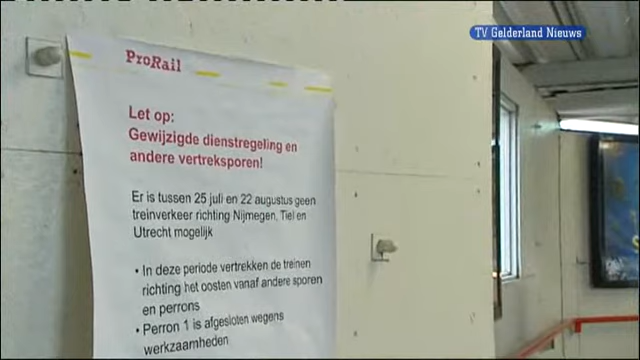 TV Gelderland Nieuws
ProRail
Let op:
Gewijzigde dienstregeling en
andere vertreksporen!
Er is tussen 25 juli en 22 augustus geen
treinverkeer richting Nijmegen, Tiel en
Utrecht mogelijk
• In deze periode vertrekken de treinen
richting het oosten vanaf andere sporen
en perrons
• Perron 1 is afgesloten wegens
werkzaamheden